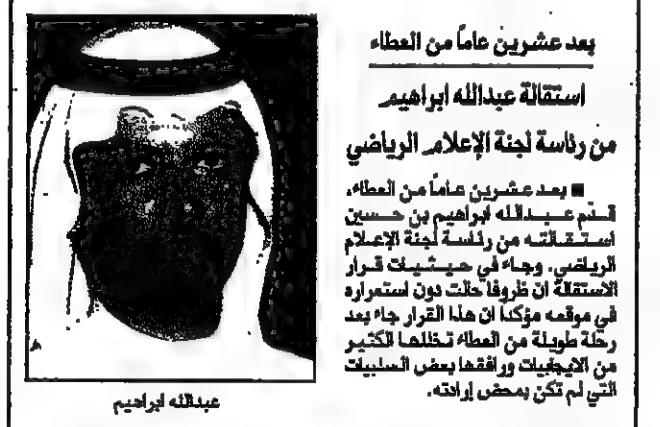 بعد عشرين عاماً من العطاء
استقالة عبدالله ابراهيم
من رئاسة لجنة الإعلام الرياضي
■ بعد عشرين عاماً من العطاء،
قدّم عبدالله ابراهيم بن حسين
استقالته من رئاسة لجنة الإعلام
الرياضي. وجاء في حيثيات قرار
الاستقالة ان ظروفا حالت دون استمراره
في موقعه مؤكدا ان هذا القرار جاء بعد
رحلة طويلة من العطاء تخللها الكثير
من الايجابيات ورافقها بعض السلبيات
التي لم تكن بمحض إرادته.
عبدالله ابراهيم